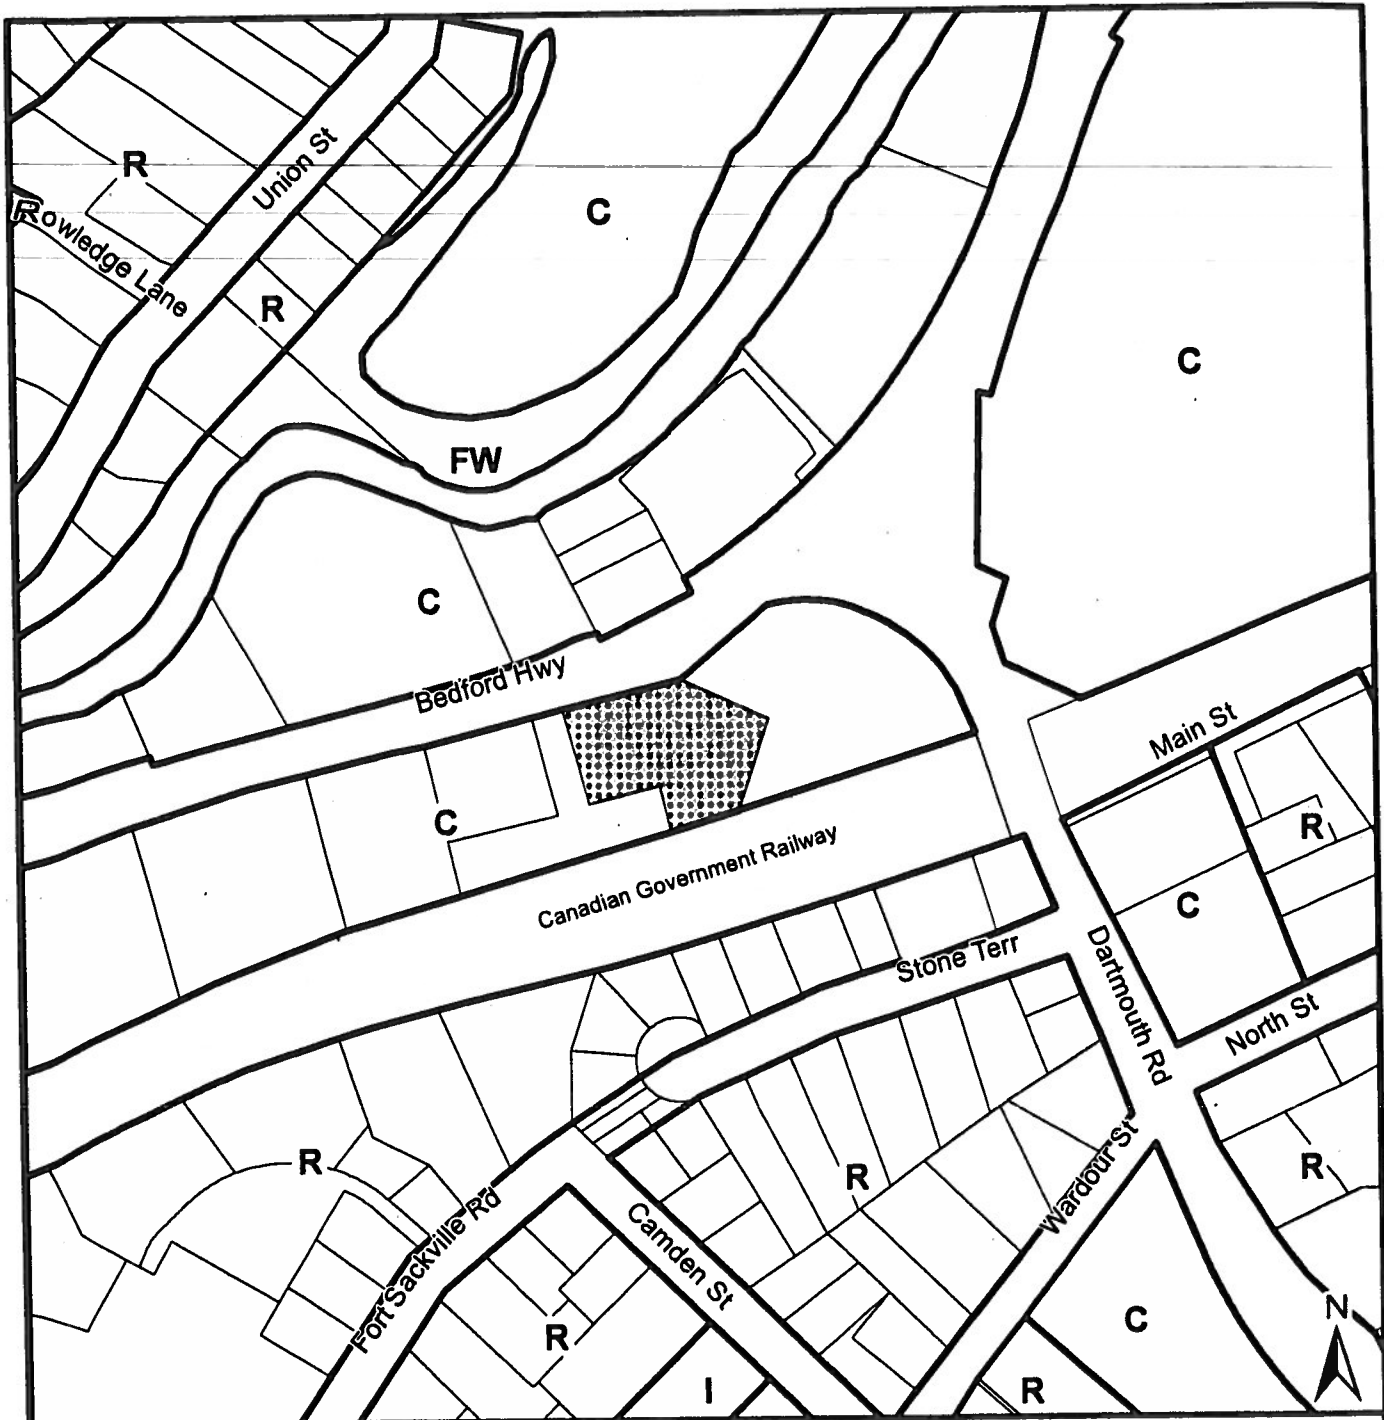 R
Union St
C
Rowledge Lane
R
R
C
FW
C
Bedford Hwy
Main St
C
R
Canadian Government Railway
C
Stone Terr
Dartmouth Rd
North St
R
R
R
Wardour St
Fort Sackville Rd
Camden St
R
C
N
I
R